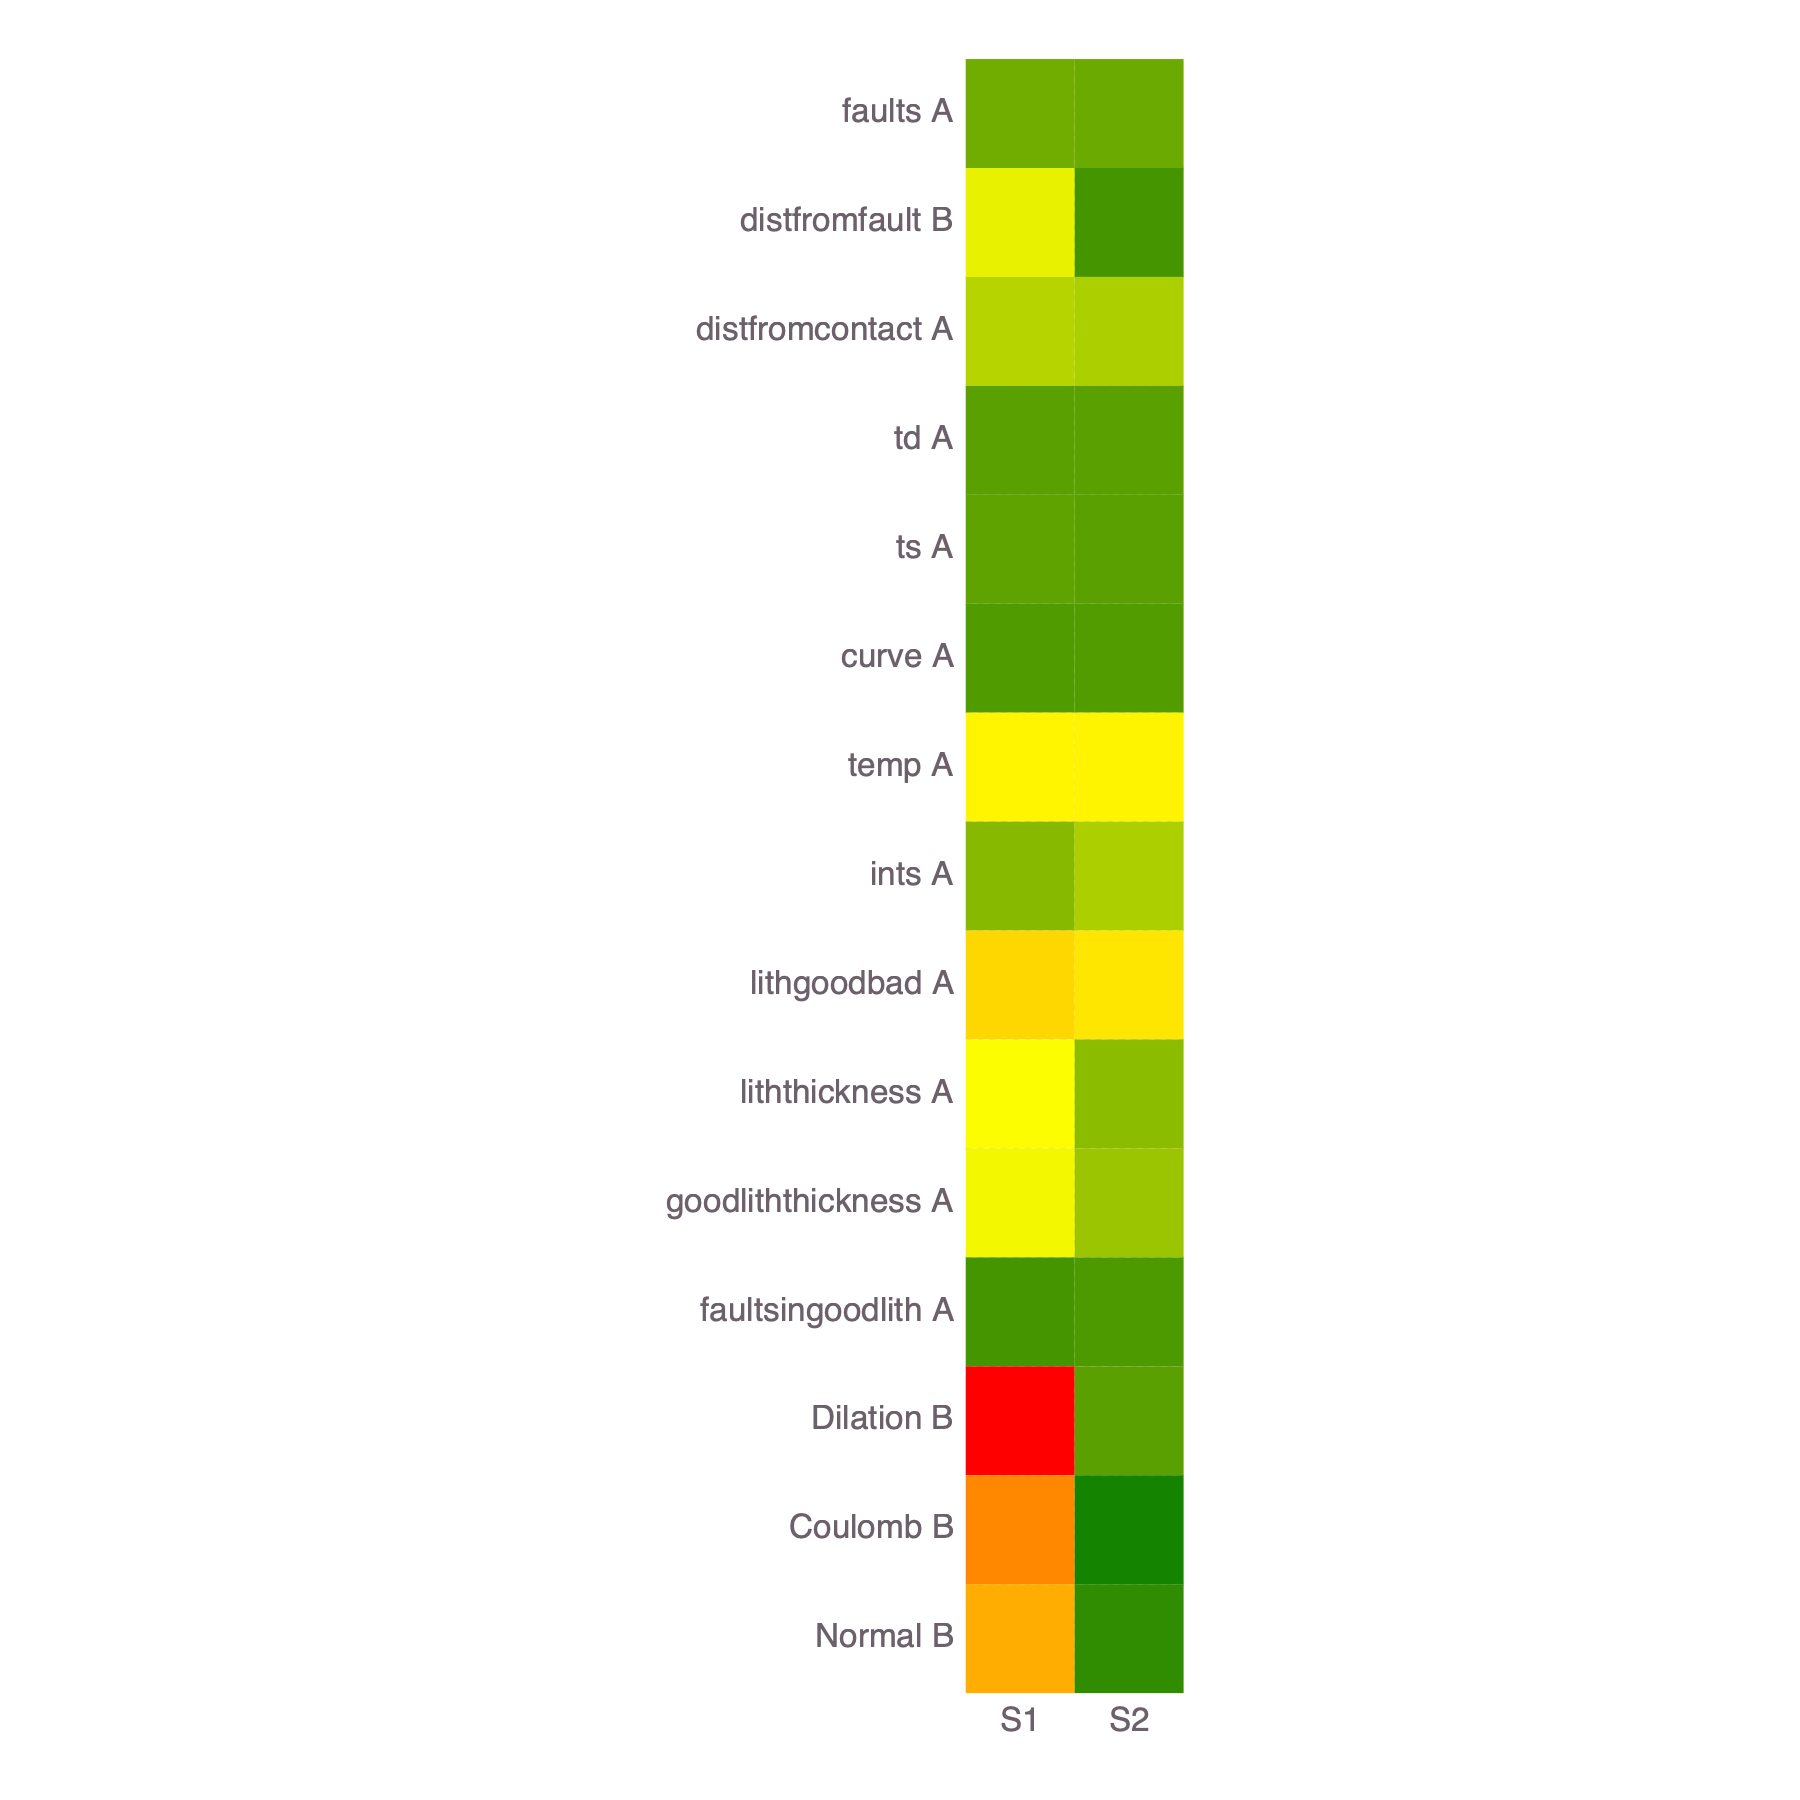 faults A
distfromfault B
distfromcontact A
td A
ts A
curve A
temp A
ints A
lithgoodbad A
liththickness A
goodliththickness A
faultsingoodlith A
Dilation B
Coulomb B
Normal B
S1 S2